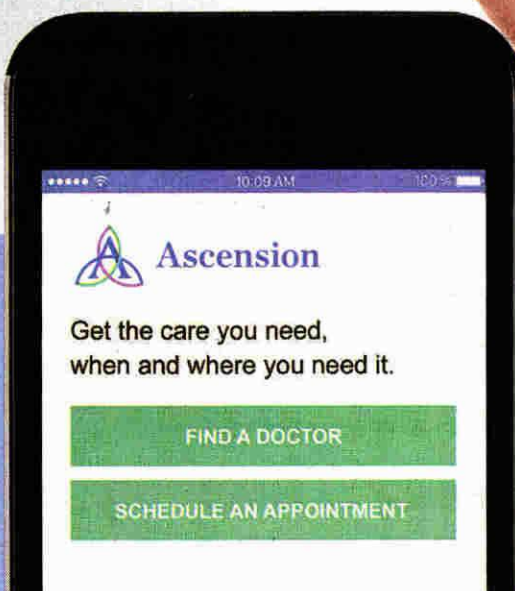 10:09 AM
100%
Ascension
Get the care you need,
when and where you need it.
FIND A DOCTOR
SCHEDULE AN APPOINTMENT